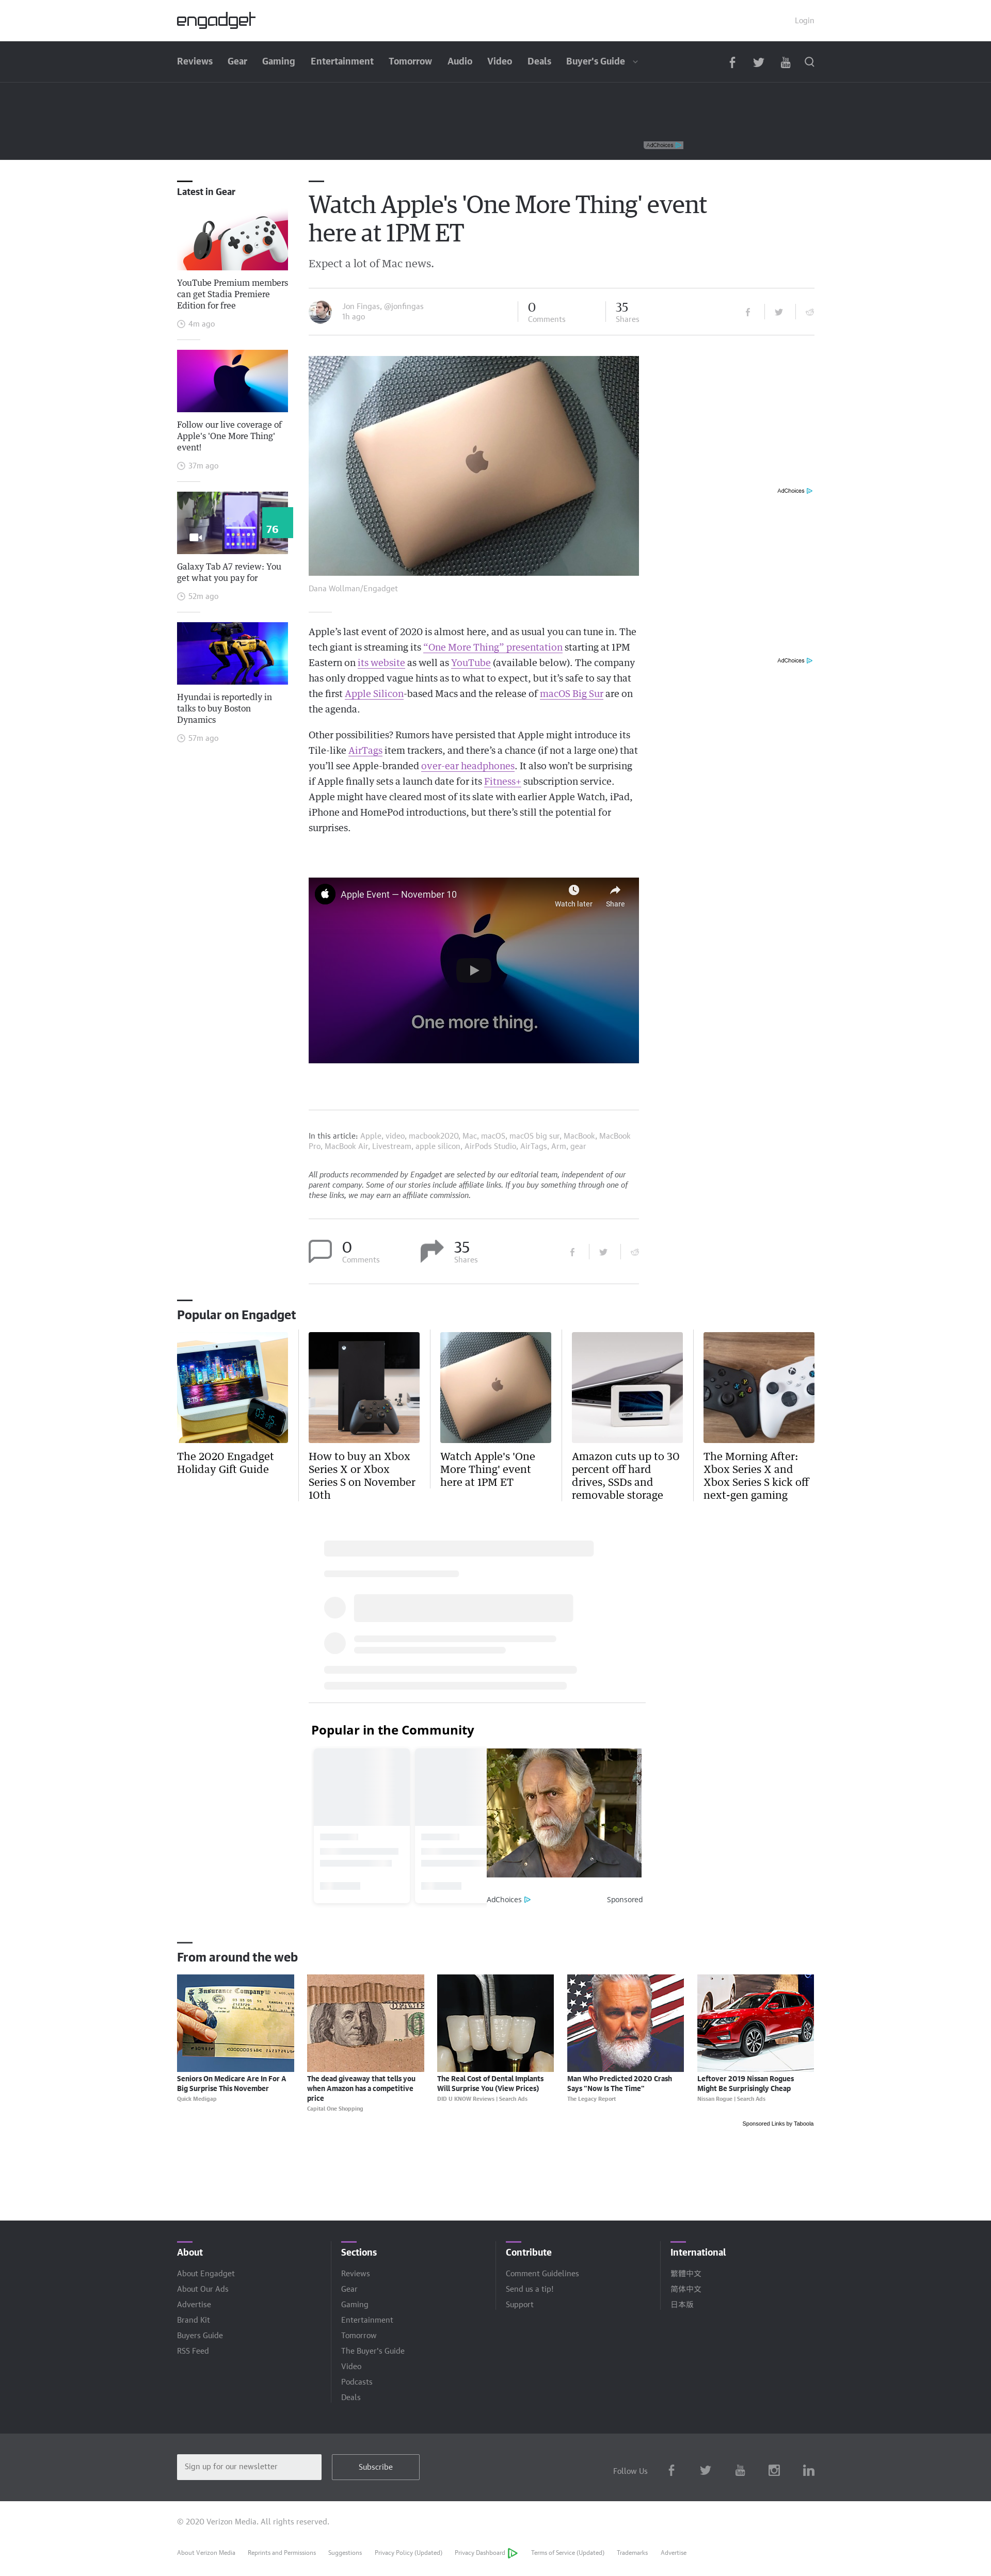 engadget
Login
Reviews
Gear
Gaming
Entertainment
Tomorrow
Audio
Video
Deals
Buyer's Guide
AdChoices
Latest in Gear
YouTube Premium members
can get Stadia Premiere
Edition for free
4m ago
Follow our live coverage of
Apple's 'One More Thing'
event!
37m ago
76
Galaxy Tab A7 review: You
get what you pay for
52m ago
Hyundai is reportedly in
talks to buy Boston
Dynamics
57m ago
Watch Apple's 'One More Thing' event
here at 1PM ET
Expect a lot of Mac news.
Jon Fingas, @jonfingas
1h ago
0
Comments
35
Shares
AdChoices
AdChoices
Dana Wollman/Engadget
Apple’s last event of 2020 is almost here, and as usual you can tune in. The
tech giant is streaming its “One More Thing” presentation starting at 1PM
Eastern on its website as well as YouTube (available below). The company
has only dropped vague hints as to what to expect, but it’s safe to say that
the first Apple Silicon-based Macs and the release of macOS Big Sur are on
the agenda.
Other possibilities? Rumors have persisted that Apple might introduce its
Tile-like AirTags item trackers, and there’s a chance (if not a large one) that
you’ll see Apple-branded over-ear headphones. It also won’t be surprising
if Apple finally sets a launch date for its Fitness+ subscription service.
Apple might have cleared most of its slate with earlier Apple Watch, iPad,
iPhone and HomePod introductions, but there’s still the potential for
surprises.
Apple Event — November 10
Watch later
Share
One more thing.
In this article: Apple, video, macbook2020, Mac, macOS, macOS big sur, MacBook, MacBook
Pro, MacBook Air, Livestream, apple silicon, AirPods Studio, AirTags, Arm, gear
All products recommended by Engadget are selected by our editorial team, independent of our
parent company. Some of our stories include affiliate links. If you buy something through one of
these links, we may earn an affiliate commission.
0
Comments
35
Shares
Popular on Engadget
The 2020 Engadget
Holiday Gift Guide
How to buy an Xbox
Series X or Xbox
Series S on November
10th
Watch Apple's 'One
More Thing' event
here at 1PM ET
Amazon cuts up to 30
percent off hard
drives, SSDs and
removable storage
The Morning After:
Xbox Series X and
Xbox Series S kick off
next-gen gaming
Popular in the Community
AdChoices
Sponsored
From around the web
Insurance Company
Seniors On Medicare Are In For A
Big Surprise This November
Quick Medigap
The dead giveaway that tells you
when Amazon has a competitive
price
Capital One Shopping
The Real Cost of Dental Implants
Will Surprise You (View Prices)
DID U KNOW Reviews | Search Ads
Man Who Predicted 2020 Crash
Says "Now Is The Time"
The Legacy Report
Leftover 2019 Nissan Rogues
Might Be Surprisingly Cheap
Nissan Rogue | Search Ads
Sponsored Links by Taboola
About
About Engadget
About Our Ads
Advertise
Brand Kit
Buyers Guide
RSS Feed
Sections
Reviews
Gear
Gaming
Entertainment
Tomorrow
The Buyer's Guide
Video
Podcasts
Deals
Contribute
Comment Guidelines
Send us a tip!
Support
International
繁體中文
简体中文
日本版
Sign up for our newsletter
Subscribe
Follow Us
© 2020 Verizon Media. All rights reserved.
About Verizon Media
Reprints and Permissions
Suggestions
Privacy Policy (Updated)
Privacy Dashboard
Terms of Service (Updated)
Trademarks
Advertise